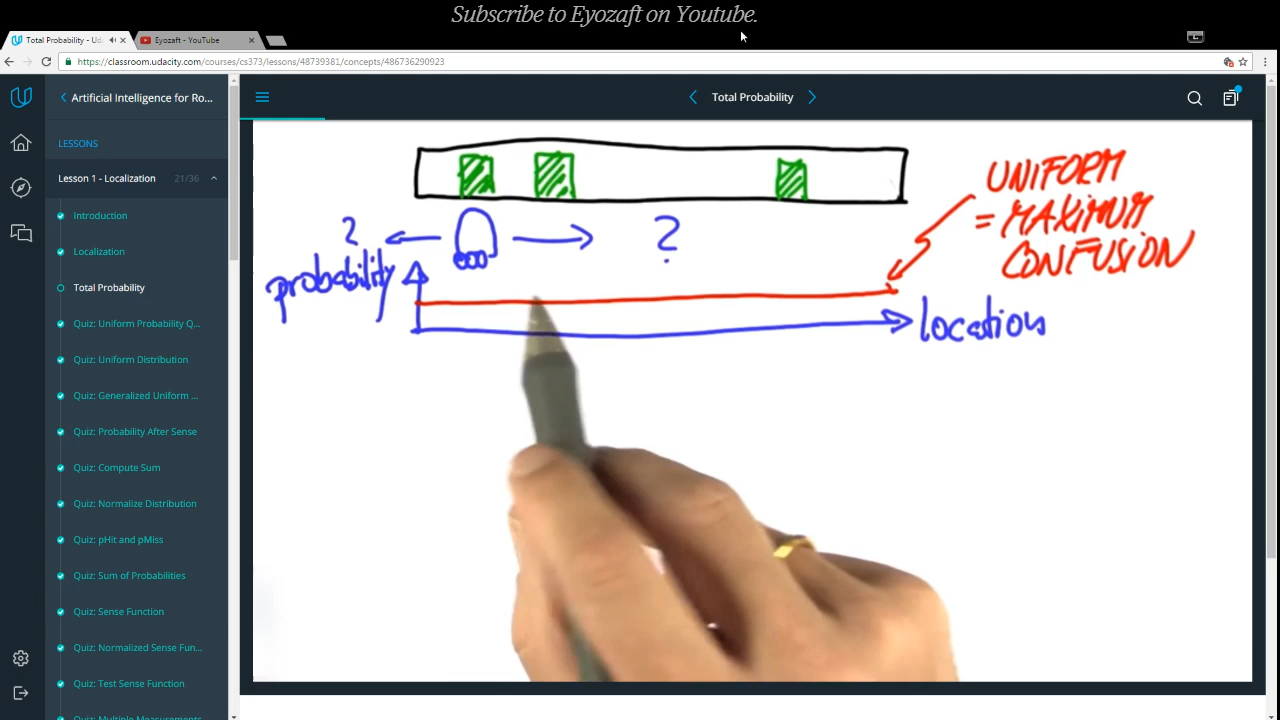 Subscribe to Eyozaft on Youtube.
Total Probability - Ud
Eyozaft - YouTube
https://classroom.udacity.com/courses/cs373/lessons/48739381/concepts/486736290923
Artificial Intelligence for Ro...
Total Probability
LESSONS
Lesson 1 - Localization 21/36
Introduction
Localization
Total Probability
Quiz: Uniform Probability Q...
Quiz: Uniform Distribution
Quiz: Generalized Uniform ...
Quiz: Probability After Sense
Quiz: Compute Sum
Quiz: Normalize Distribution
Quiz: pHit and pMiss
Quiz: Sum of Probabilities
Quiz: Sense Function
Quiz: Normalized Sense Fun...
Quiz: Test Sense Function
Quiz: Multiple Measurements
UNIFORM
= MAXIMUM
CONFUSION
? ?
probability
location